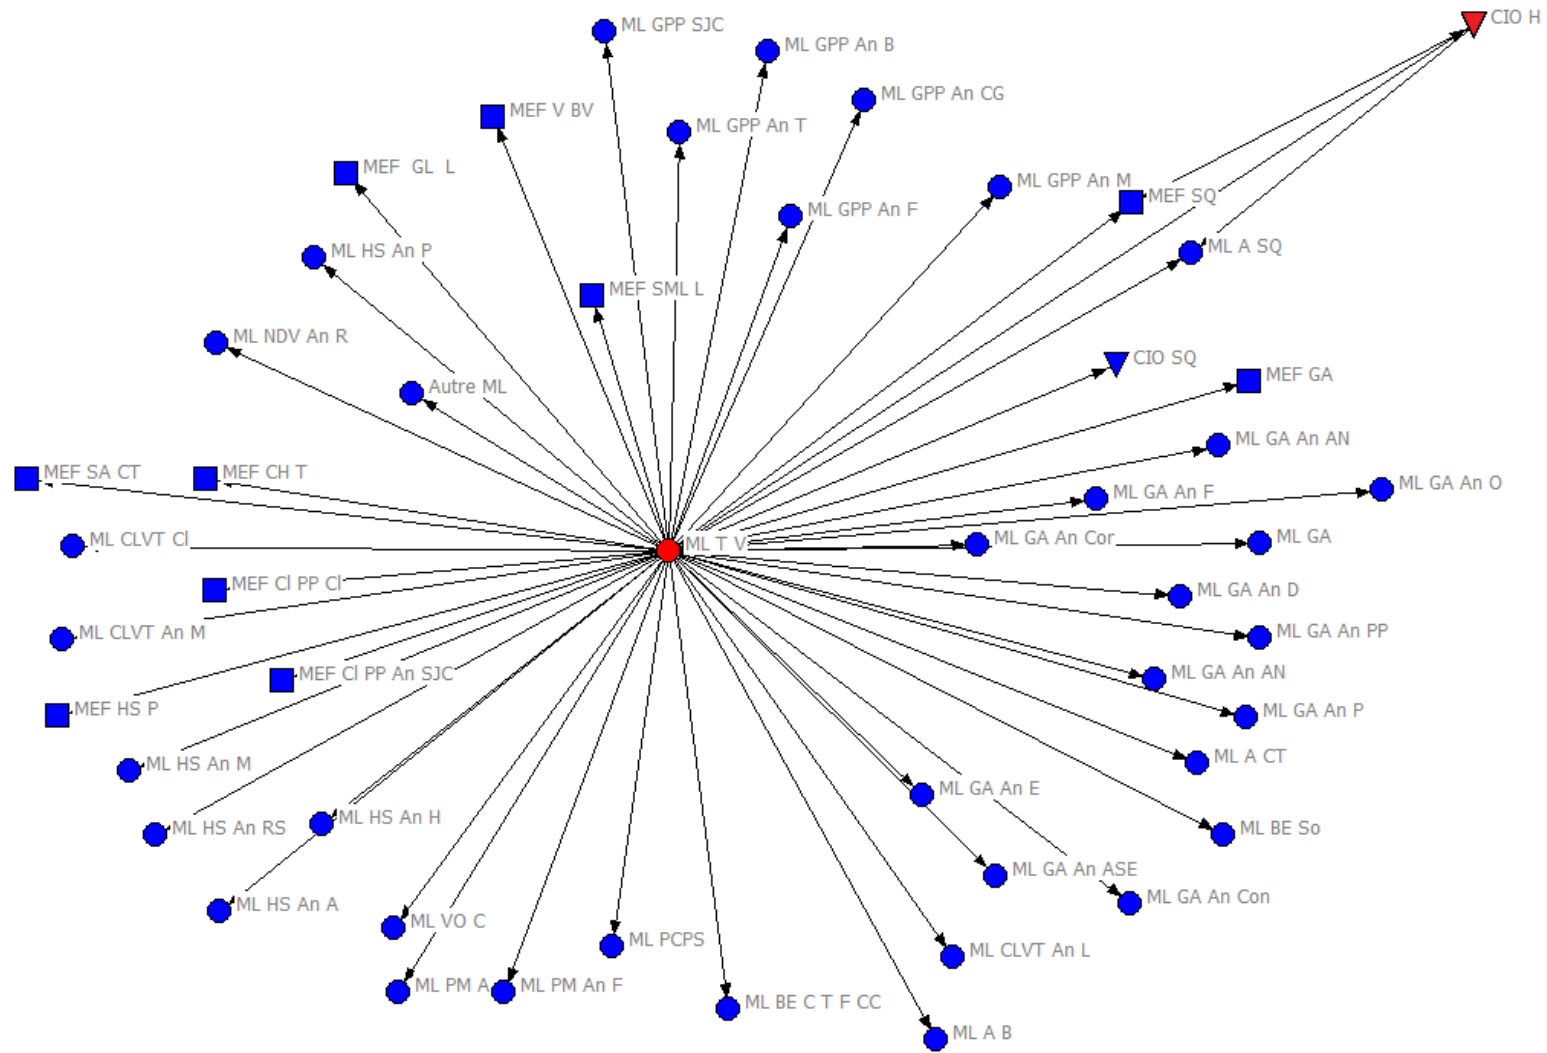 CIO H
ML GPP SJC
ML GPP An B
ML GPP An CG
MEF V BV
ML GPP An T
MEF  GL  L
ML GPP An M
MEF SQ
ML GPP An F
ML HS An P
ML A SQ
MEF SML L
ML NDV An R
CIO SQ
MEF GA
Autre ML
ML GA An AN
MEF SA CT
MEF CH T
ML GA An F
ML GA An O
ML CLVT Cl
ML T V
ML GA An Cor
ML GA
MEF Cl PP Cl
ML GA An D
ML CLVT An M
ML GA An PP
MEF Cl PP An SJC
ML GA An AN
MEF HS P
ML GA An P
ML HS An M
ML A CT
ML GA An E
ML HS An RS
ML HS An H
ML BE So
ML GA An ASE
ML HS An A
ML VO C
ML GA An Con
ML PCPS
ML CLVT An L
ML PM A
ML PM An F
ML BE C T F CC
ML A B